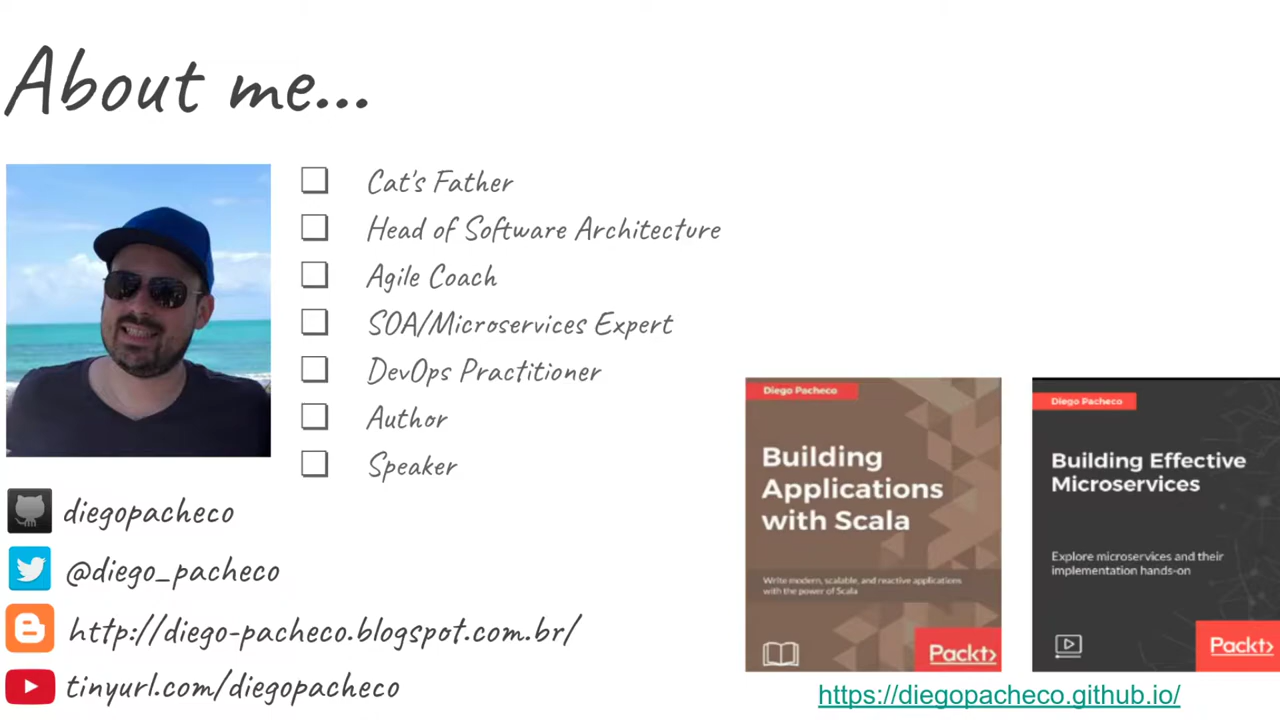 About me...
Cat's Father
Head of Software Architecture
Agile Coach
SOA/Microservices Expert
DevOps Practitioner
Author
Speaker
diegopacheco
@diego_pacheco
http://diego-pacheco.blogspot.com.br/
tinyurl.com/diegopacheco
Diego Pacheco
Building
Applications
with Scala
Write modern, scalable, and reactive applications
with the power of Scala
Packt>
Diego Pacheco
Building Effective
Microservices
Explore microservices and their
implementation hands-on
Packt>
https://diegopacheco.github.io/